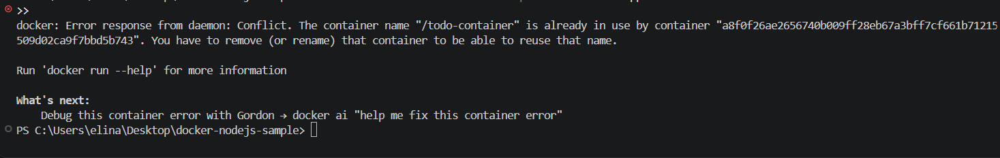 >>
docker: Error response from daemon: Conflict. The container name "/todo-container" is already in use by container "a8f0f26ae2656740b009ff28eb67a3bff7cf661b71215
509d02ca9f7bbd5b743". You have to remove (or rename) that container to be able to reuse that name.
Run 'docker run --help' for more information
What's next:
Debug this container error with Gordon → docker ai "help me fix this container error"
PS C:\Users\elina\Desktop\docker-nodejs-sample>